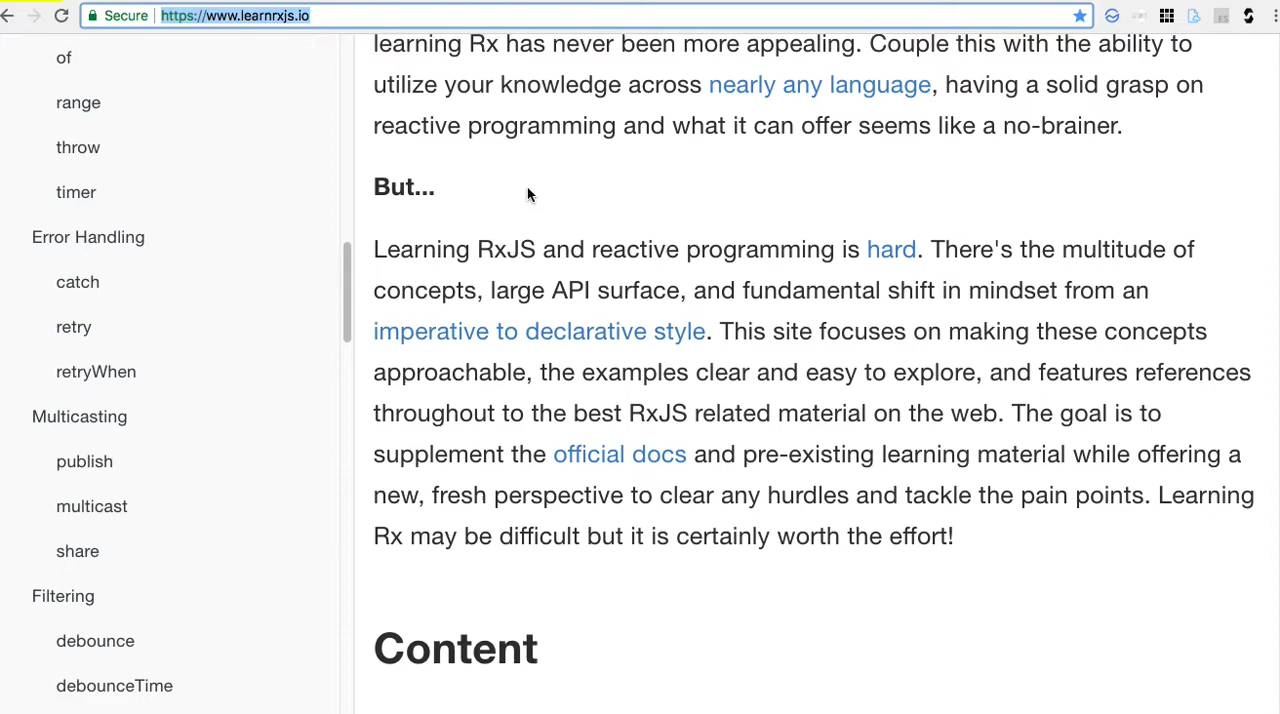 Secure https://www.learnrxjs.io
of
range
throw
timer
Error Handling
catch
retry
retryWhen
Multicasting
publish
multicast
share
Filtering
debounce
debounceTime
learning Rx has never been more appealing. Couple this with the ability to
utilize your knowledge across nearly any language, having a solid grasp on
reactive programming and what it can offer seems like a no-brainer.
But...
Learning RxJS and reactive programming is hard. There's the multitude of
concepts, large API surface, and fundamental shift in mindset from an
imperative to declarative style. This site focuses on making these concepts
approachable, the examples clear and easy to explore, and features references
throughout to the best RxJS related material on the web. The goal is to
supplement the official docs and pre-existing learning material while offering a
new, fresh perspective to clear any hurdles and tackle the pain points. Learning
Rx may be difficult but it is certainly worth the effort!
Content